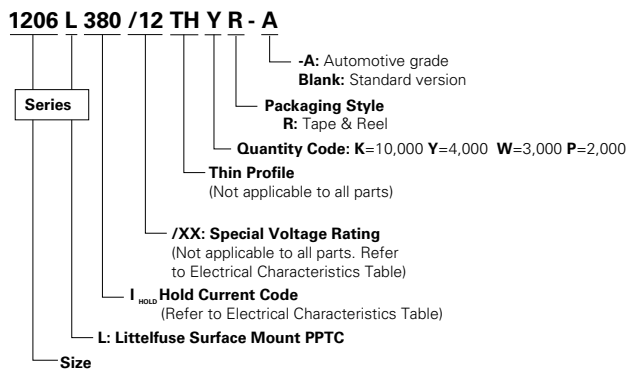 1206 L 380 /12 TH Y R - A
-A: Automotive grade
Blank: Standard version
Series
Packaging Style
R: Tape & Reel
Quantity Code: K=10,000 Y=4,000 W=3,000 P=2,000
Thin Profile
(Not applicable to all parts)
/XX: Special Voltage Rating
(Not applicable to all parts. Refer
to Electrical Characteristics Table)
I HOLD Hold Current Code
(Refer to Electrical Characteristics Table)
L: Littelfuse Surface Mount PPTC
Size